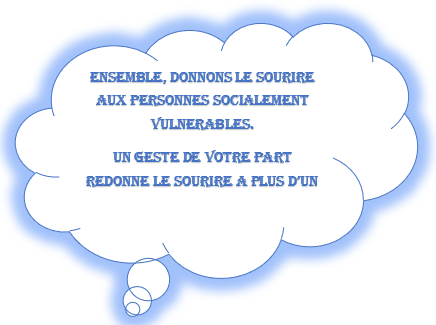 ENSEMBLE, DONNONS LE SOURIRE
AUX PERSONNES SOCIALEMENT
VULNERABLES.
UN GESTE DE VOTRE PART
REDONNE LE SOURIRE A PLUS D'UN